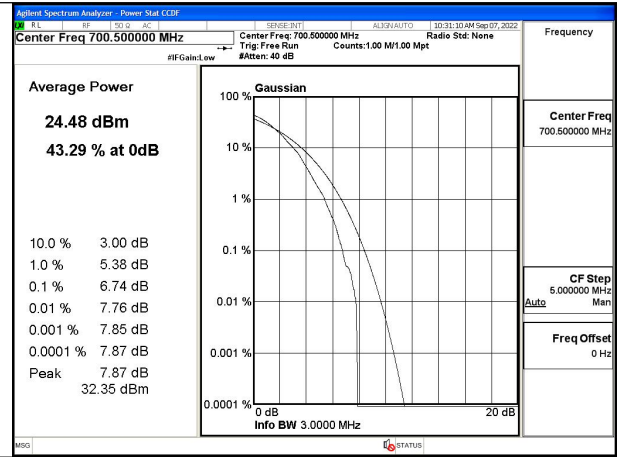 Agilent Spectrum Analyzer - Power Stat CCDF
RL RF 50 Ω AC SENSE:INT ALIGN AUTO 10:31:10 AM Sep 07, 2022
Center Freq 700.500000 MHz
Center Freq: 700.500000 MHz Radio Std: None
Trig: Free Run Counts:1.00 M/1.00 Mpt
#IFGain:Low #Atten: 40 dB
Frequency
Average Power
24.48 dBm
43.29 % at 0dB
10.0 % 3.00 dB
1.0 % 5.38 dB
0.1 % 6.74 dB
0.01 % 7.76 dB
0.001 % 7.85 dB
0.0001 % 7.87 dB
Peak 7.87 dB
32.35 dBm
Gaussian
100 %
10 %
1 %
0.1 %
0.01 %
0.001 %
0.0001 %
0 dB 20 dB
Info BW 3.0000 MHz
Center Freq
700.500000 MHz
CF Step
5.000000 MHz
Auto Man
Freq Offset
0 Hz
MSG STATUS